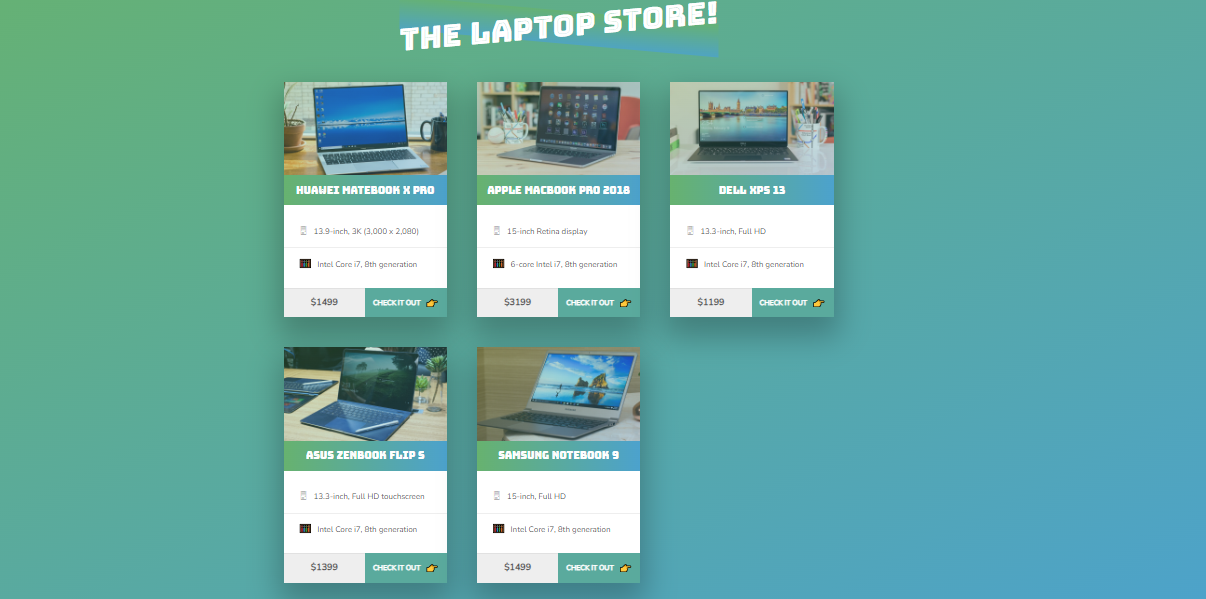 THE LAPTOP STORE!
HUAWEI MATEBOOK X PRO
13.9-inch, 3K (3,000 x 2,080)
Intel Core i7, 8th generation
$1499
CHECK IT OUT 👉
APPLE MACBOOK PRO 2018
15-inch Retina display
6-core Intel i7, 8th generation
$3199
CHECK IT OUT 👉
DELL XPS 13
13.3-inch, Full HD
Intel Core i7, 8th generation
$1199
CHECK IT OUT 👉
ASUS ZENBOOK FLIP S
13.3-inch, Full HD touchscreen
Intel Core i7, 8th generation
$1399
CHECK IT OUT 👉
SAMSUNG NOTEBOOK 9
15-inch, Full HD
Intel Core i7, 8th generation
$1499
CHECK IT OUT 👉